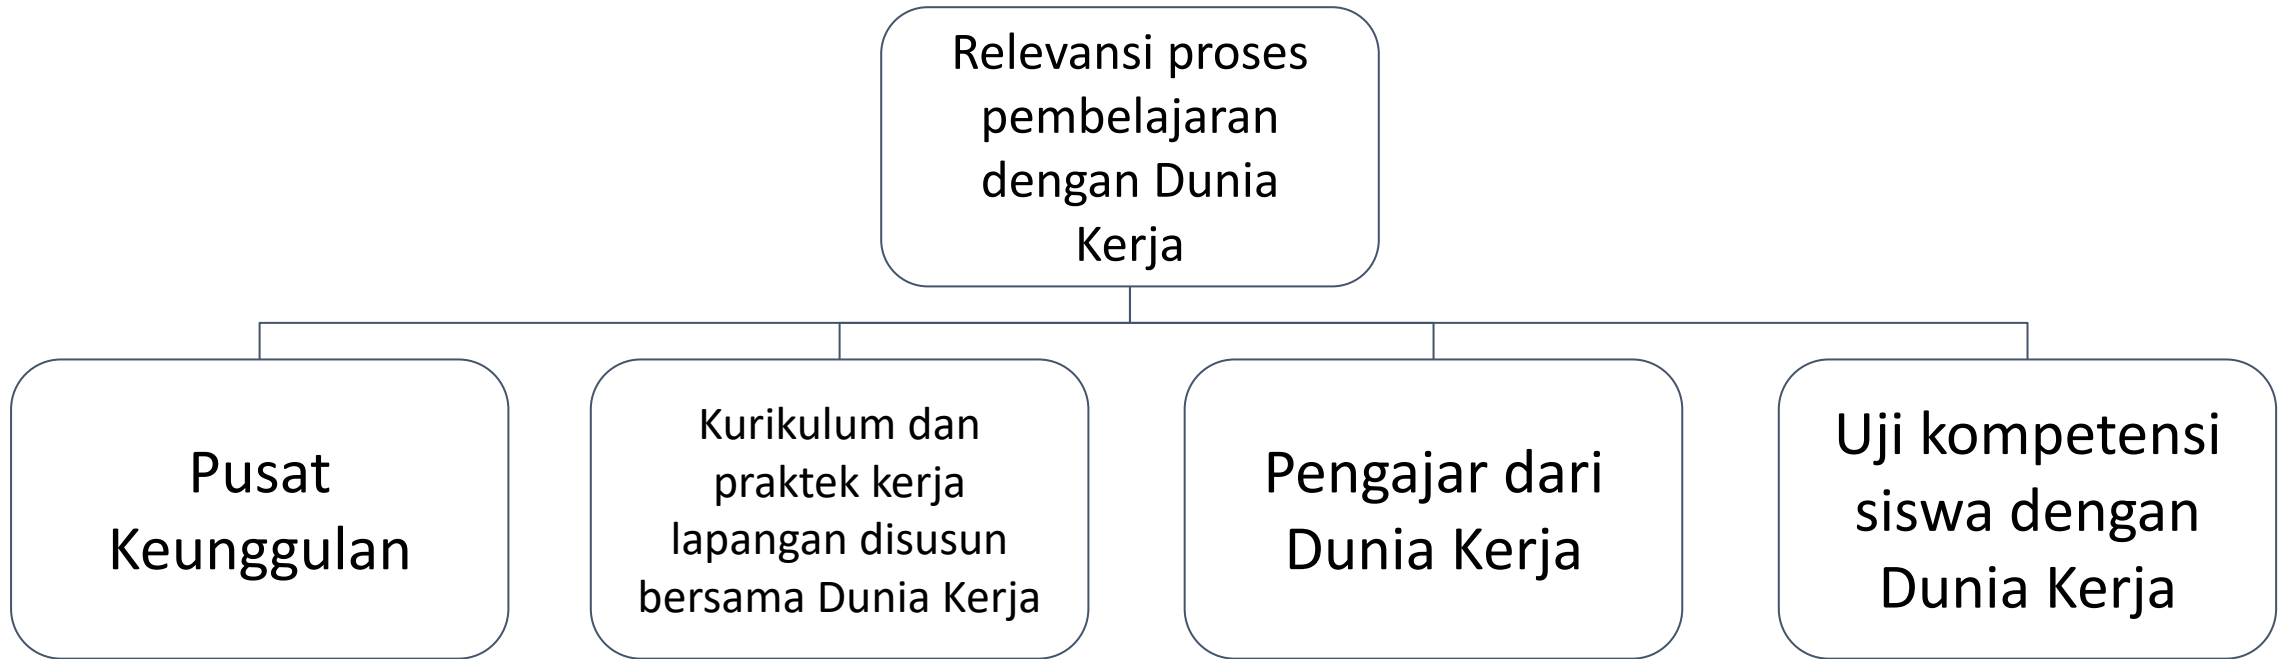 Relevansi proses
pembelajaran
dengan Dunia
Kerja
Pusat
Keunggulan
Kurikulum dan
praktek kerja
lapangan disusun
bersama Dunia Kerja
Pengajar dari
Dunia Kerja
Uji kompetensi
siswa dengan
Dunia Kerja